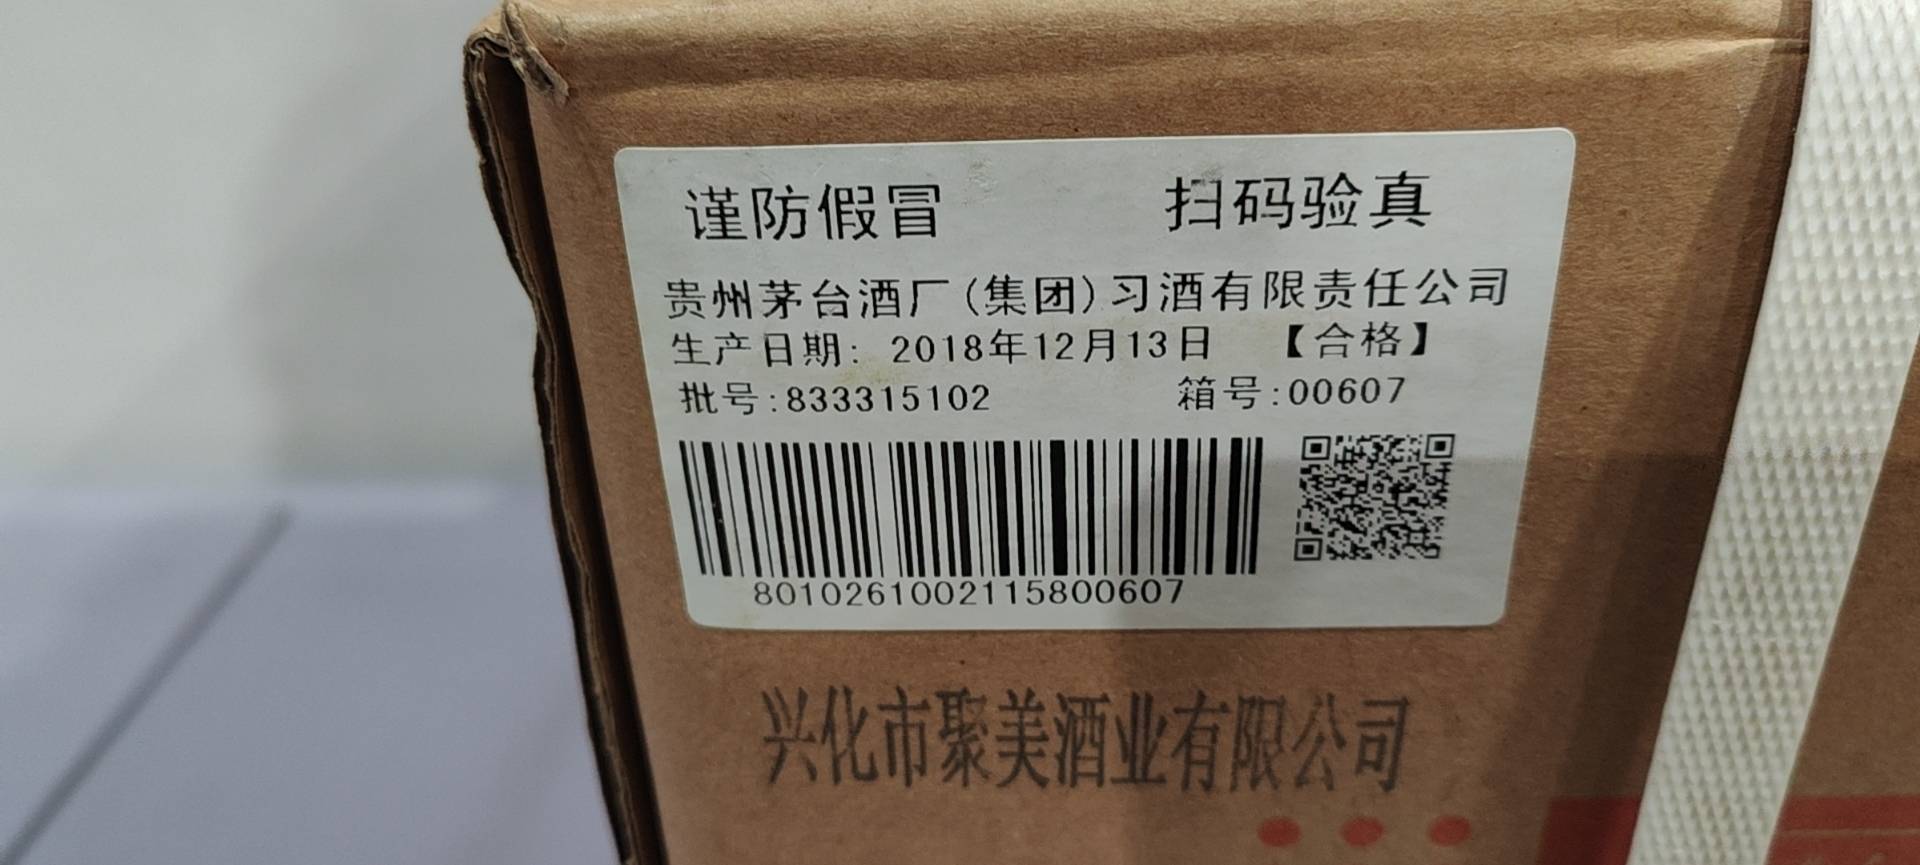 谨防假冒 扫码验真
贵州茅台酒厂(集团)习酒有限责任公司
生产日期: 2018年12月13日 【合格】
批号:833315102 箱号:00607
8010261002115800607
兴化市聚美酒业有限公司